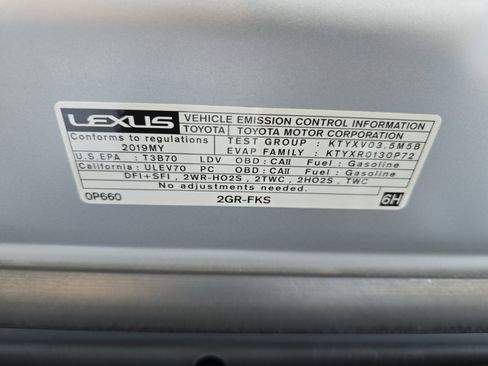 LEXUS VEHICLE EMISSION CONTROL INFORMATION
TOYOTA TOYOTA MOTOR CORPORATION
Conforms to regulations TEST GROUP : KTYXV03.5M5B
2019MY EVAP FAMILY : KTYXR0130P72
U.S.EPA : T3B70 LDV OBD : CAII Fuel : Gasoline
California : ULEV70 PC OBD : CAII Fuel : Gasoline
DFI+SFI , 2WR-HO2S , 2TWC , 2HO2S , TWC
No adjustments needed.
0P660 2GR-FKS 6H